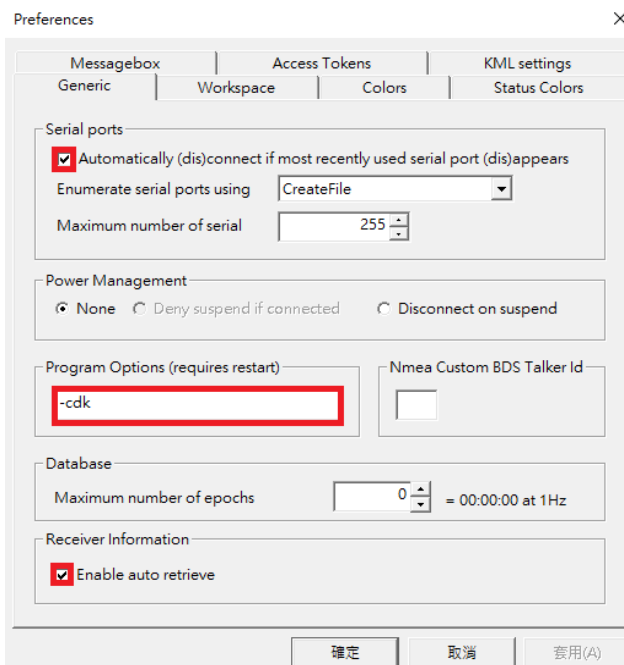 Preferences
Messagebox Access Tokens KML settings
Generic Workspace Colors Status Colors
Serial ports
Automatically (dis)connect if most recently used serial port (dis)appears
Enumerate serial ports using CreateFile
Maximum number of serial 255
Power Management
None Deny suspend if connected Disconnect on suspend
Program Options (requires restart) Nmea Custom BDS Talker Id
-cdk
Database
Maximum number of epochs 0 = 00:00:00 at 1Hz
Receiver Information
Enable auto retrieve
確定 取消 套用(A)